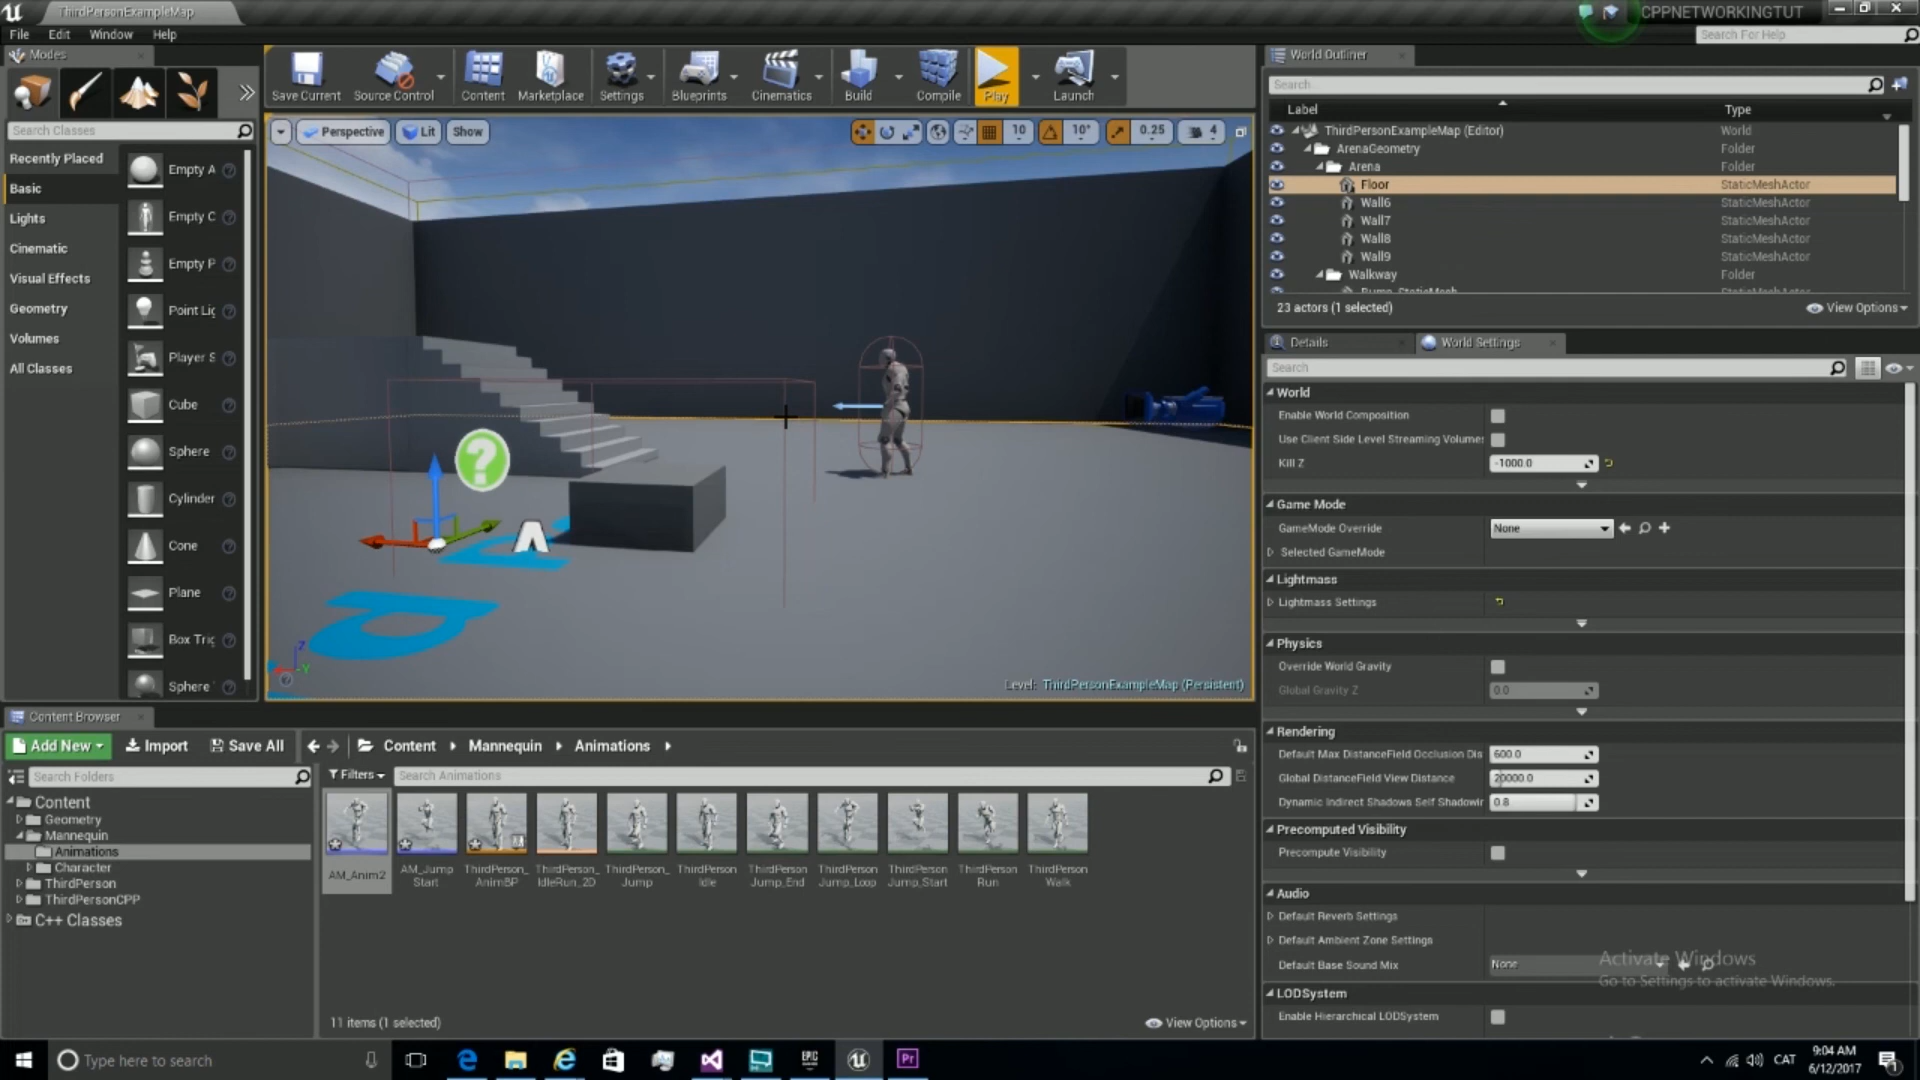 ThirdPersonExampleMap
CPPNETWORKINGTUT
File Edit Window Help
Search For Help
Modes
Save Current
Source Control
Content
Marketplace
Settings
Blueprints
Cinematics
Build
Compile
Play
Launch
Search Classes
Recently Placed
Basic
Lights
Cinematic
Visual Effects
Geometry
Volumes
All Classes
Empty A
Empty C
Empty P
Point Lig
Player S
Cube
Sphere
Cylinder
Cone
Plane
Box Trig
Sphere
Perspective
Lit
Show
10
10°
0.25
4
Level: ThirdPersonExampleMap (Persistent)
World Outliner
Search
Label Type
ThirdPersonExampleMap (Editor) World
ArenaGeometry Folder
Arena Folder
Floor StaticMeshActor
Wall6 StaticMeshActor
Wall7 StaticMeshActor
Wall8 StaticMeshActor
Wall9 StaticMeshActor
Walkway Folder
Bump_StaticMesh StaticMeshActor
23 actors (1 selected)
View Options
Details
World Settings
Search
World
Enable World Composition
Use Client Side Level Streaming Volumes
Kill Z -1000.0
Game Mode
GameMode Override None
Selected GameMode
Lightmass
Lightmass Settings
Physics
Override World Gravity
Global Gravity Z 0.0
Rendering
Default Max DistanceField Occlusion Dis 600.0
Global DistanceField View Distance 20000.0
Dynamic Indirect Shadows Self Shadowin 0.8
Precomputed Visibility
Precompute Visibility
Audio
Default Reverb Settings
Default Ambient Zone Settings
Default Base Sound Mix None
LODSystem
Enable Hierarchical LODSystem
Activate Windows
Go to Settings to activate Windows.
Content Browser
Add New
Import
Save All
Content
Mannequin
Animations
Search Folders
Filters
Search Animations
Content
Geometry
Mannequin
Animations
Character
ThirdPerson
ThirdPersonCPP
C++ Classes
AM_Anim2
AM_Jump
Start
ThirdPerson_
AnimBP
ThirdPerson_
IdleRun_2D
ThirdPerson_
Jump
ThirdPerson
Idle
ThirdPerson
Jump_End
ThirdPerson
Jump_Loop
ThirdPerson
Jump_Start
ThirdPerson
Run
ThirdPerson
Walk
11 items (1 selected)
View Options
Type here to search
EPIC
Pr
CAT
9:04 AM
6/12/2017
1